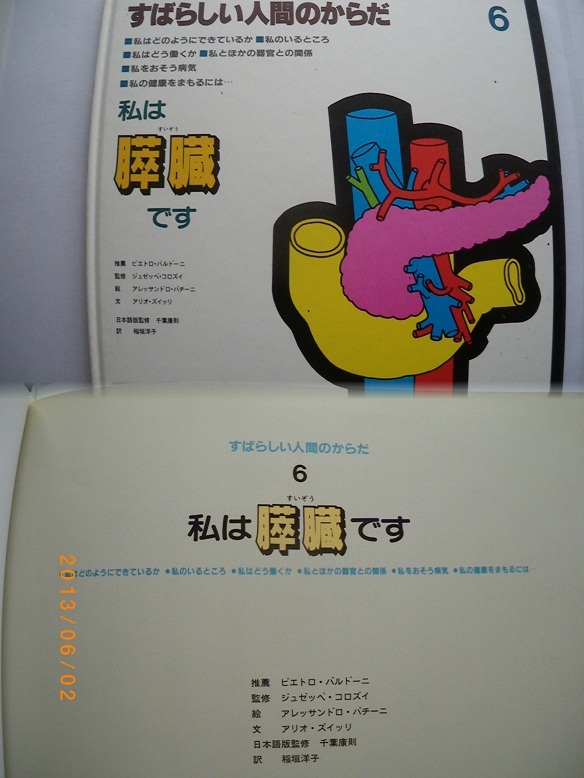 すばらしい人間のからだ
6
■私はどのようにできているか ■私のいるところ
■私はどう働くか ■私とほかの器官との関係
■私をおそう病気
■私の健康をまもるには…
私は
すいぞう
膵臓
です
推薦 ピエトロ・バルドーニ
監修 ジュゼッペ・コロズイ
絵 アレッサンドロ・パチーニ
文 アリオ・ズイッリ
日本語版監修 千葉康則
訳 稲垣洋子
すばらしい人間のからだ
6
すいぞう
私は膵臓です
はどのようにできているか ●私のいるところ ●私はどう働くか ●私とほかの器官との関係 ●私をおそう病気 ●私の健康をまもるには…
推薦 ピエトロ・バルドーニ
監修 ジュゼッペ・コロズイ
絵 アレッサンドロ・パチーニ
文 アリオ・ズイッリ
日本語版監修 千葉康則
訳 稲垣洋子
2013/06/02